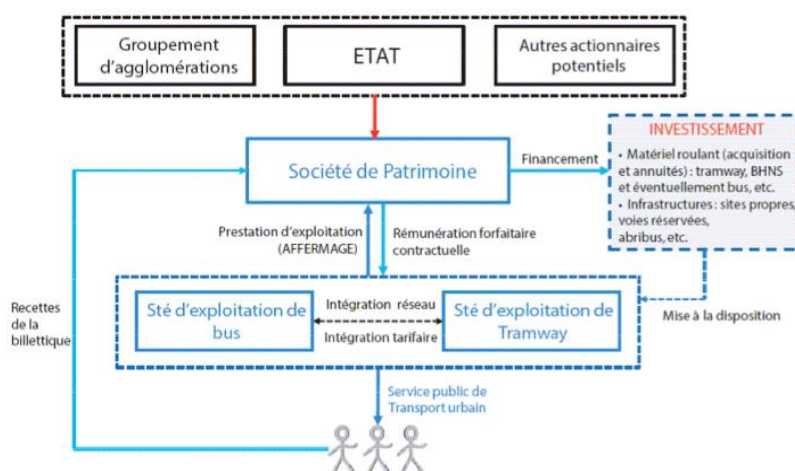 Groupement
d'agglomérations
ETAT
Autres actionnaires
potentiels
Société de Patrimoine
Financement
INVESTISSEMENT
• Matériel roulant (acquisition
et annuités) : tramway, BHNS
et éventuellement bus, etc.
• Infrastructures : sites propres,
voies réservées,
abribus, etc.
Prestation d'exploitation
(AFFERMAGE)
Rémunération forfaitaire
contractuelle
Recettes
de la
billettique
Sté d'exploitation de
bus
Intégration réseau
Intégration tarifaire
Sté d'exploitation de
Tramway
Mise à la disposition
Service public de
Transport urbain